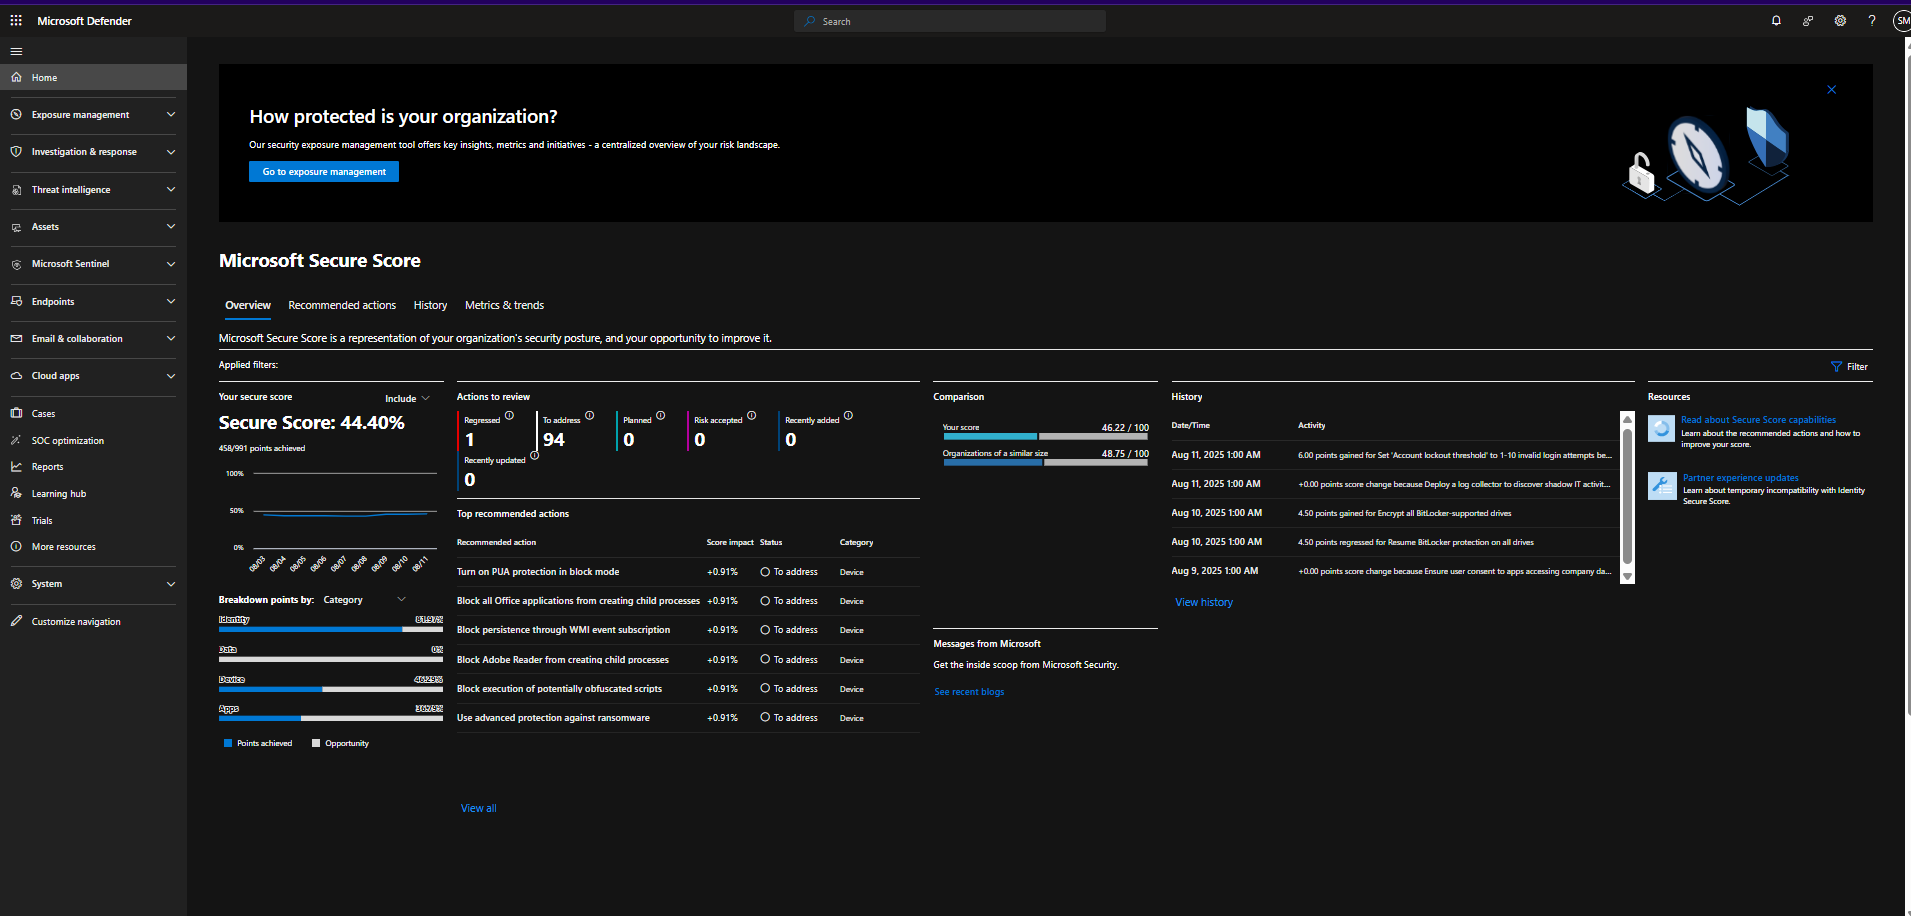 Microsoft Defender
Search
SM
Home
Exposure management
Investigation & response
Threat intelligence
Assets
Microsoft Sentinel
Endpoints
Email & collaboration
Cloud apps
Cases
SOC optimization
Reports
Learning hub
Trials
More resources
System
Customize navigation
How protected is your organization?
Our security exposure management tool offers key insights, metrics and initiatives - a centralized overview of your risk landscape.
Go to exposure management
Microsoft Secure Score
Overview Recommended actions History Metrics & trends
Microsoft Secure Score is a representation of your organization's security posture, and your opportunity to improve it.
Applied filters:
Filter
Your secure score
Include
Secure Score: 44.40%
458/991 points achieved
100%
50%
0%
08/03 08/04 08/05 08/06 08/07 08/08 08/09 08/10 08/11
Breakdown points by: Category
Identity 81.97%
Data 0%
Device 46.29%
Apps 36.79%
Points achieved Opportunity
Actions to review
Regressed
1
To address
94
Planned
0
Risk accepted
0
Recently added
0
Recently updated
0
Top recommended actions
Recommended action Score impact Status Category
Turn on PUA protection in block mode +0.91% To address Device
Block all Office applications from creating child processes +0.91% To address Device
Block persistence through WMI event subscription +0.91% To address Device
Block Adobe Reader from creating child processes +0.91% To address Device
Block execution of potentially obfuscated scripts +0.91% To address Device
Use advanced protection against ransomware +0.91% To address Device
View all
Comparison
Your score 46.22 / 100
Organizations of a similar size 48.75 / 100
Messages from Microsoft
Get the inside scoop from Microsoft Security.
See recent blogs
History
Date/Time Activity
Aug 11, 2025 1:00 AM 6.00 points gained for Set 'Account lockout threshold' to 1-10 invalid login attempts be...
Aug 11, 2025 1:00 AM +0.00 points score change because Deploy a log collector to discover shadow IT activit...
Aug 10, 2025 1:00 AM 4.50 points gained for Encrypt all BitLocker-supported drives
Aug 10, 2025 1:00 AM 4.50 points regressed for Resume BitLocker protection on all drives
Aug 9, 2025 1:00 AM +0.00 points score change because Ensure user consent to apps accessing company da...
View history
Resources
Read about Secure Score capabilities
Learn about the recommended actions and how to
improve your score.
Partner experience updates
Learn about temporary incompatibility with Identity
Secure Score.